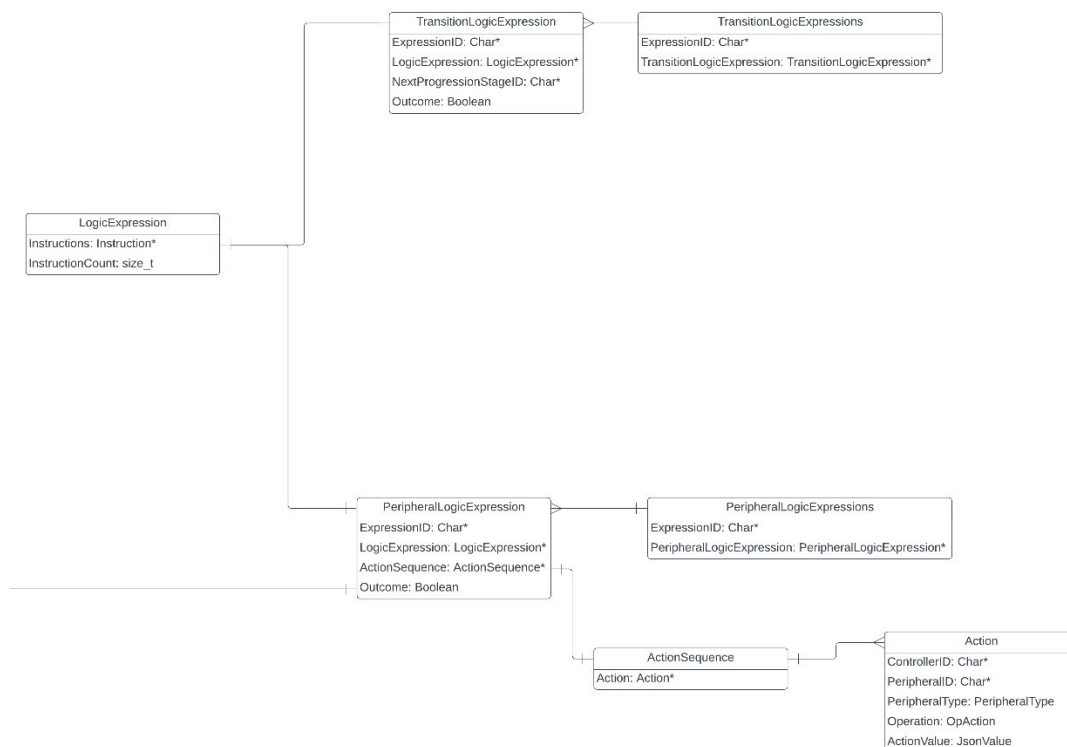 TransitionLogicExpression
ExpressionID: Char*
LogicExpression: LogicExpression*
NextProgressionStageID: Char*
Outcome: Boolean
TransitionLogicExpressions
ExpressionID: Char*
TransitionLogicExpression: TransitionLogicExpression*
LogicExpression
Instructions: Instruction*
InstructionCount: size_t
PeripheralLogicExpression
ExpressionID: Char*
LogicExpression: LogicExpression*
ActionSequence: ActionSequence*
Outcome: Boolean
PeripheralLogicExpressions
ExpressionID: Char*
PeripheralLogicExpression: PeripheralLogicExpression*
ActionSequence
Action: Action*
Action
ControllerID: Char*
PeripheralID: Char*
PeripheralType: PeripheralType
Operation: OpAction
ActionValue: JsonValue